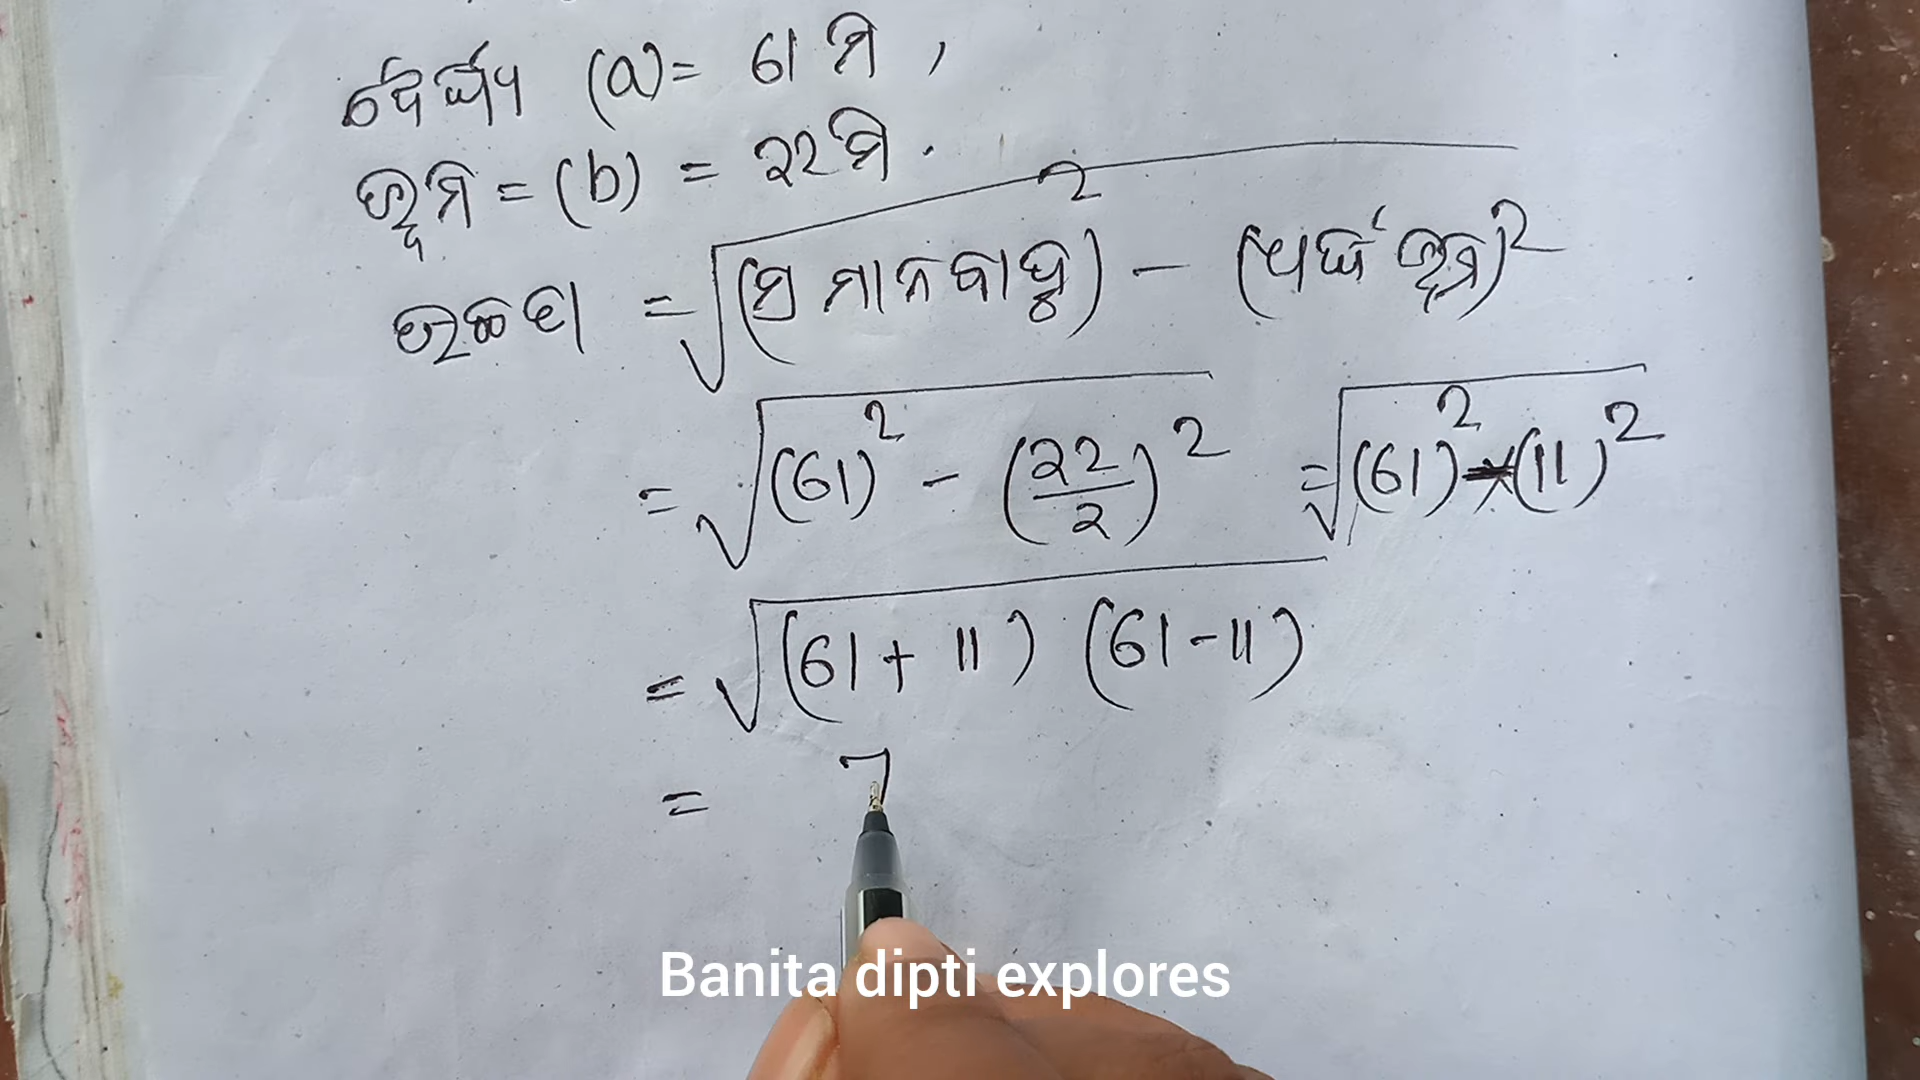 ଦୈର୍ଘ୍ୟ (a) = 61 ମି ,
ଭୂମି = (b) = 22 ମି .
ଉଚ୍ଚତା = √(ସମାନବାହୁ)² − (ଅର୍ଦ୍ଧଭୂମି)²
= √(61)² − (22/2)² = √(61)² − (11)²
= √(61 + 11) (61 − 11)
= 7
Banita dipti explores